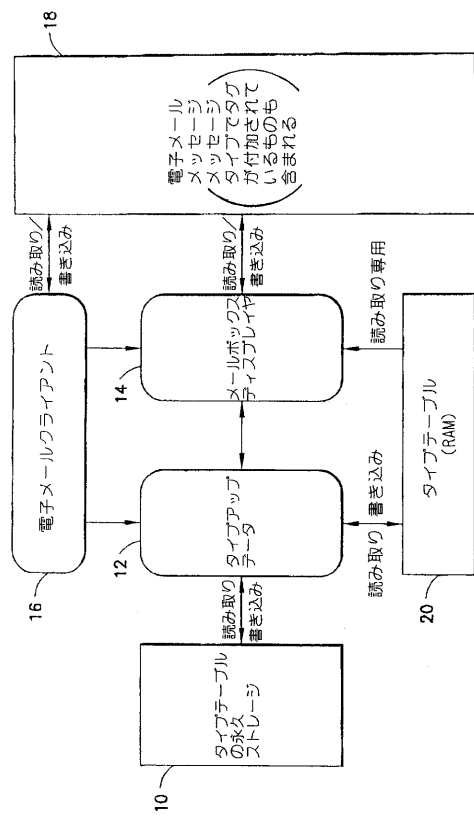 16
電子メールクライアント
読み取り/
書き込み
18
電子メール
メッセージ
メッセージ
タイプでタグ
が付加されて
いるものも
含まれる
10
タイプテーブル
の永久
ストレージ
読み取り
書き込み
12
タイプアップ
データ
14
メールボックス
ディスプレイヤ
読み取り/
書き込み
読み取り 書き込み
読み取り専用
20
タイプテーブル
(RAM)